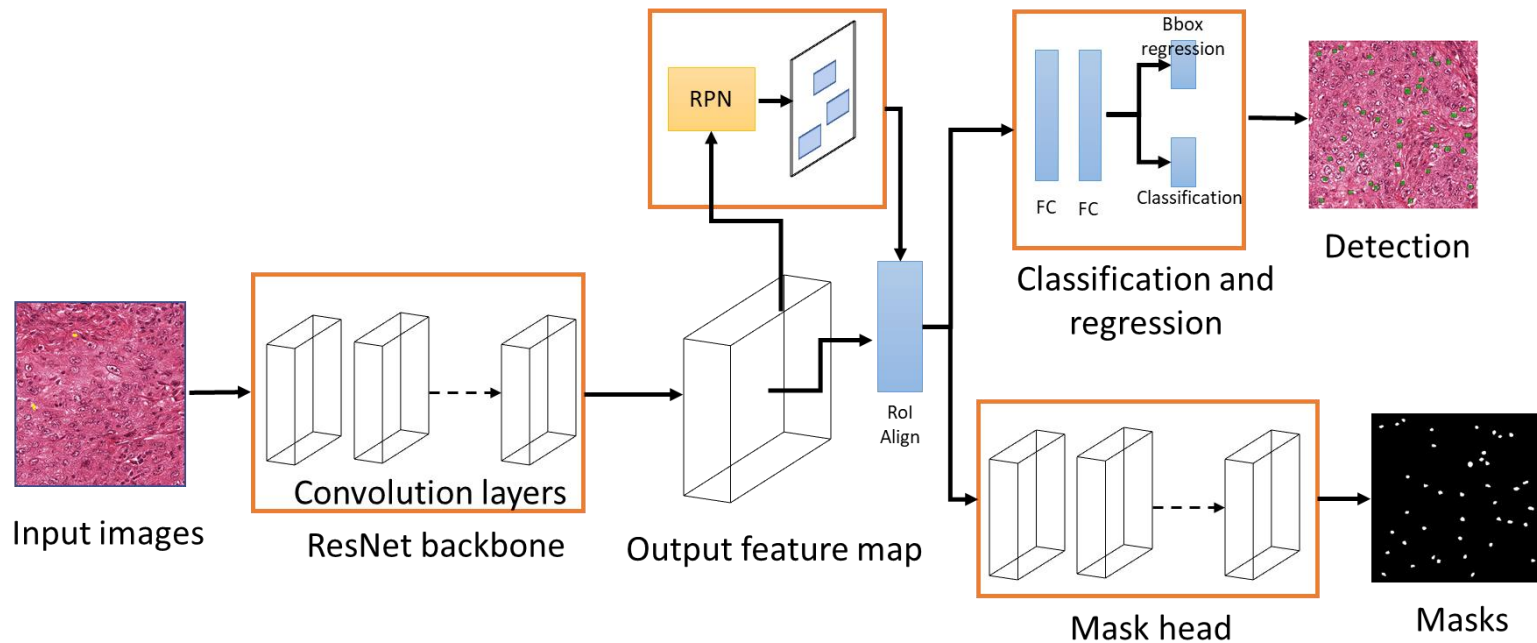 Input images
Convolution layers
ResNet backbone
RPN
Output feature map
RoI
Align
Bbox
regression
FC
FC
Classification
Classification and
regression
Detection
Mask head
Masks